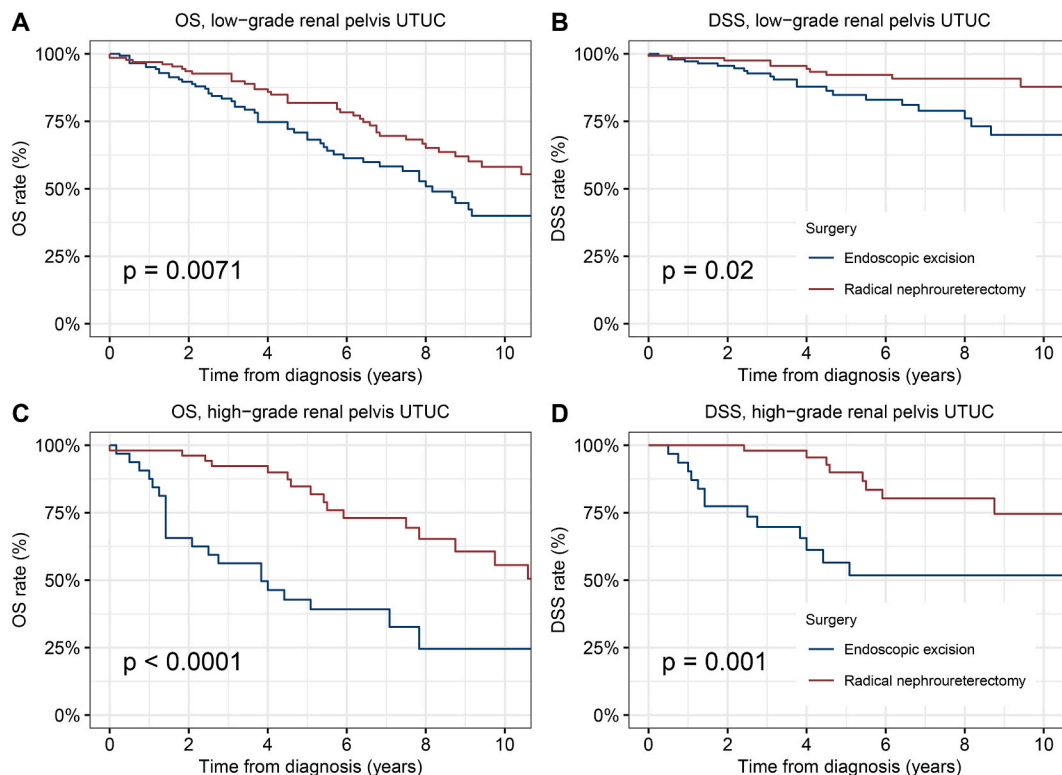 A
OS, low−grade renal pelvis UTUC
100%
75%
50%
25%
0%
OS rate (%)
p = 0.0071
0 2 4 6 8 10
Time from diagnosis (years)
B
DSS, low−grade renal pelvis UTUC
100%
75%
50%
25%
0%
DSS rate (%)
p = 0.02
Surgery
Endoscopic excision
Radical nephroureterectomy
0 2 4 6 8 10
Time from diagnosis (years)
C
OS, high−grade renal pelvis UTUC
100%
75%
50%
25%
0%
OS rate (%)
p < 0.0001
0 2 4 6 8 10
Time from diagnosis (years)
D
DSS, high−grade renal pelvis UTUC
100%
75%
50%
25%
0%
DSS rate (%)
p = 0.001
Surgery
Endoscopic excision
Radical nephroureterectomy
0 2 4 6 8 10
Time from diagnosis (years)